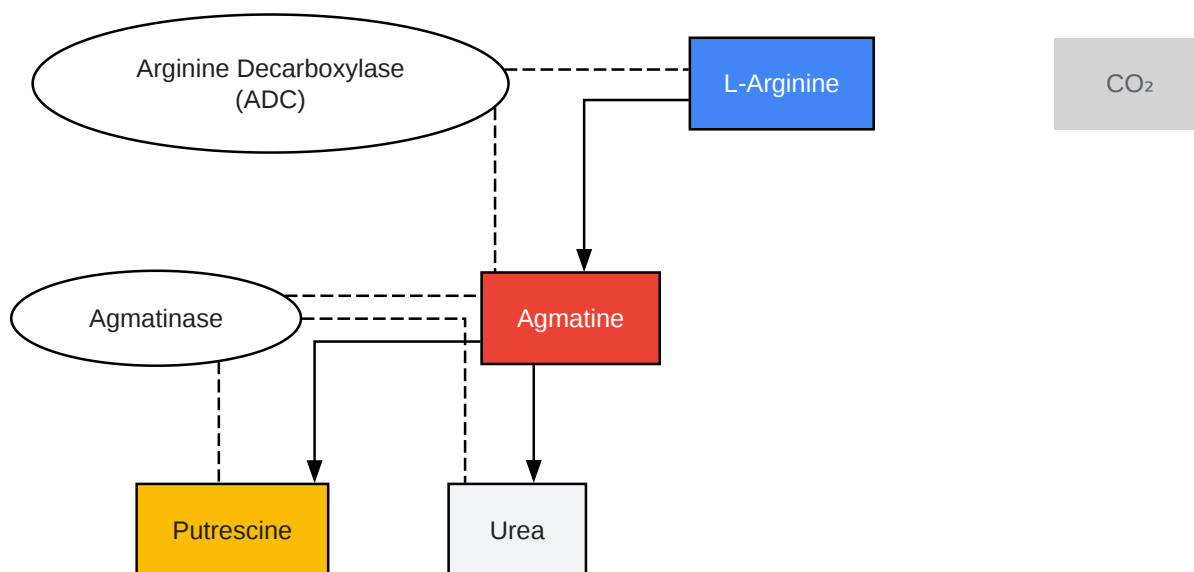 Arginine Decarboxylase
(ADC)
L-Arginine
CO₂
Agmatinase
Agmatine
Putrescine
Urea